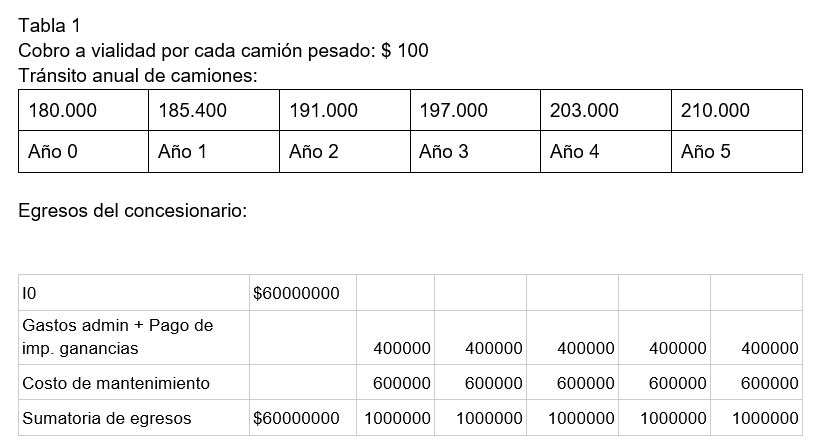 Tabla 1
Cobro a vialidad por cada camión pesado: $ 100
Tránsito anual de camiones:
180.000 185.400 191.000 197.000 203.000 210.000
Año 0 Año 1 Año 2 Año 3 Año 4 Año 5
Egresos del concesionario:
I0 $60000000
Gastos admin + Pago de
imp. ganancias 400000 400000 400000 400000 400000
Costo de mantenimiento 600000 600000 600000 600000 600000
Sumatoria de egresos $60000000 1000000 1000000 1000000 1000000 1000000